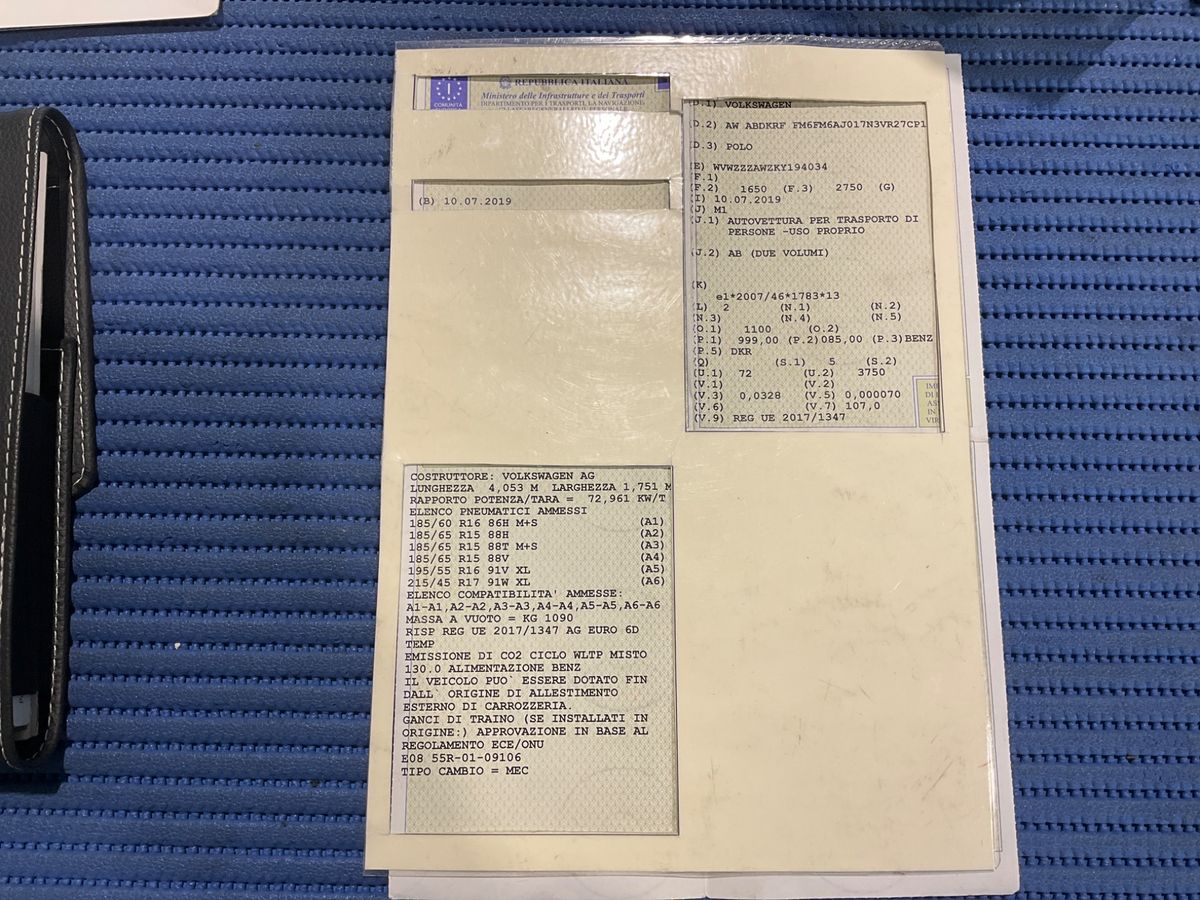 REPUBBLICA ITALIANA
I
COMUNITÀ
Ministero delle Infrastrutture e dei Trasporti
DIPARTIMENTO PER I TRASPORTI, LA NAVIGAZIONE,
(B) 10.07.2019
(D.1) VOLKSWAGEN
(D.2) AW ABDKRF FM6FM6AJ017N3VR27CP1
(D.3) POLO
(E) WVWZZZAWZKY194034
(F.1)
(F.2) 1650 (F.3) 2750 (G)
(I) 10.07.2019
(J) M1
(J.1) AUTOVETTURA PER TRASPORTO DI
PERSONE -USO PROPRIO
(J.2) AB (DUE VOLUMI)
(K)
e1*2007/46*1783*13
(L) 2 (N.1) (N.2)
(N.3) (N.4) (N.5)
(O.1) 1100 (O.2)
(P.1) 999,00 (P.2)085,00 (P.3)BENZ
(P.5) DKR
(Q) (S.1) 5 (S.2)
(U.1) 72 (U.2) 3750
(V.1) (V.2)
(V.3) 0,0328 (V.5) 0,000070
(V.6) (V.7) 107,0
(V.9) REG UE 2017/1347
COSTRUTTORE: VOLKSWAGEN AG
LUNGHEZZA 4,053 M LARGHEZZA 1,751 M
RAPPORTO POTENZA/TARA = 72,961 KW/T
ELENCO PNEUMATICI AMMESSI
185/60 R16 86H M+S (A1)
185/65 R15 88H (A2)
185/65 R15 88T M+S (A3)
185/65 R15 88V (A4)
195/55 R16 91V XL (A5)
215/45 R17 91W XL (A6)
ELENCO COMPATIBILITA' AMMESSE:
A1-A1,A2-A2,A3-A3,A4-A4,A5-A5,A6-A6
MASSA A VUOTO = KG 1090
RISP REG UE 2017/1347 AG EURO 6D
TEMP
EMISSIONE DI CO2 CICLO WLTP MISTO
130.0 ALIMENTAZIONE BENZ
IL VEICOLO PUO` ESSERE DOTATO FIN
DALL` ORIGINE DI ALLESTIMENTO
ESTERNO DI CARROZZERIA.
GANCI DI TRAINO (SE INSTALLATI IN
ORIGINE:) APPROVAZIONE IN BASE AL
REGOLAMENTO ECE/ONU
E08 55R-01-09106
TIPO CAMBIO = MEC